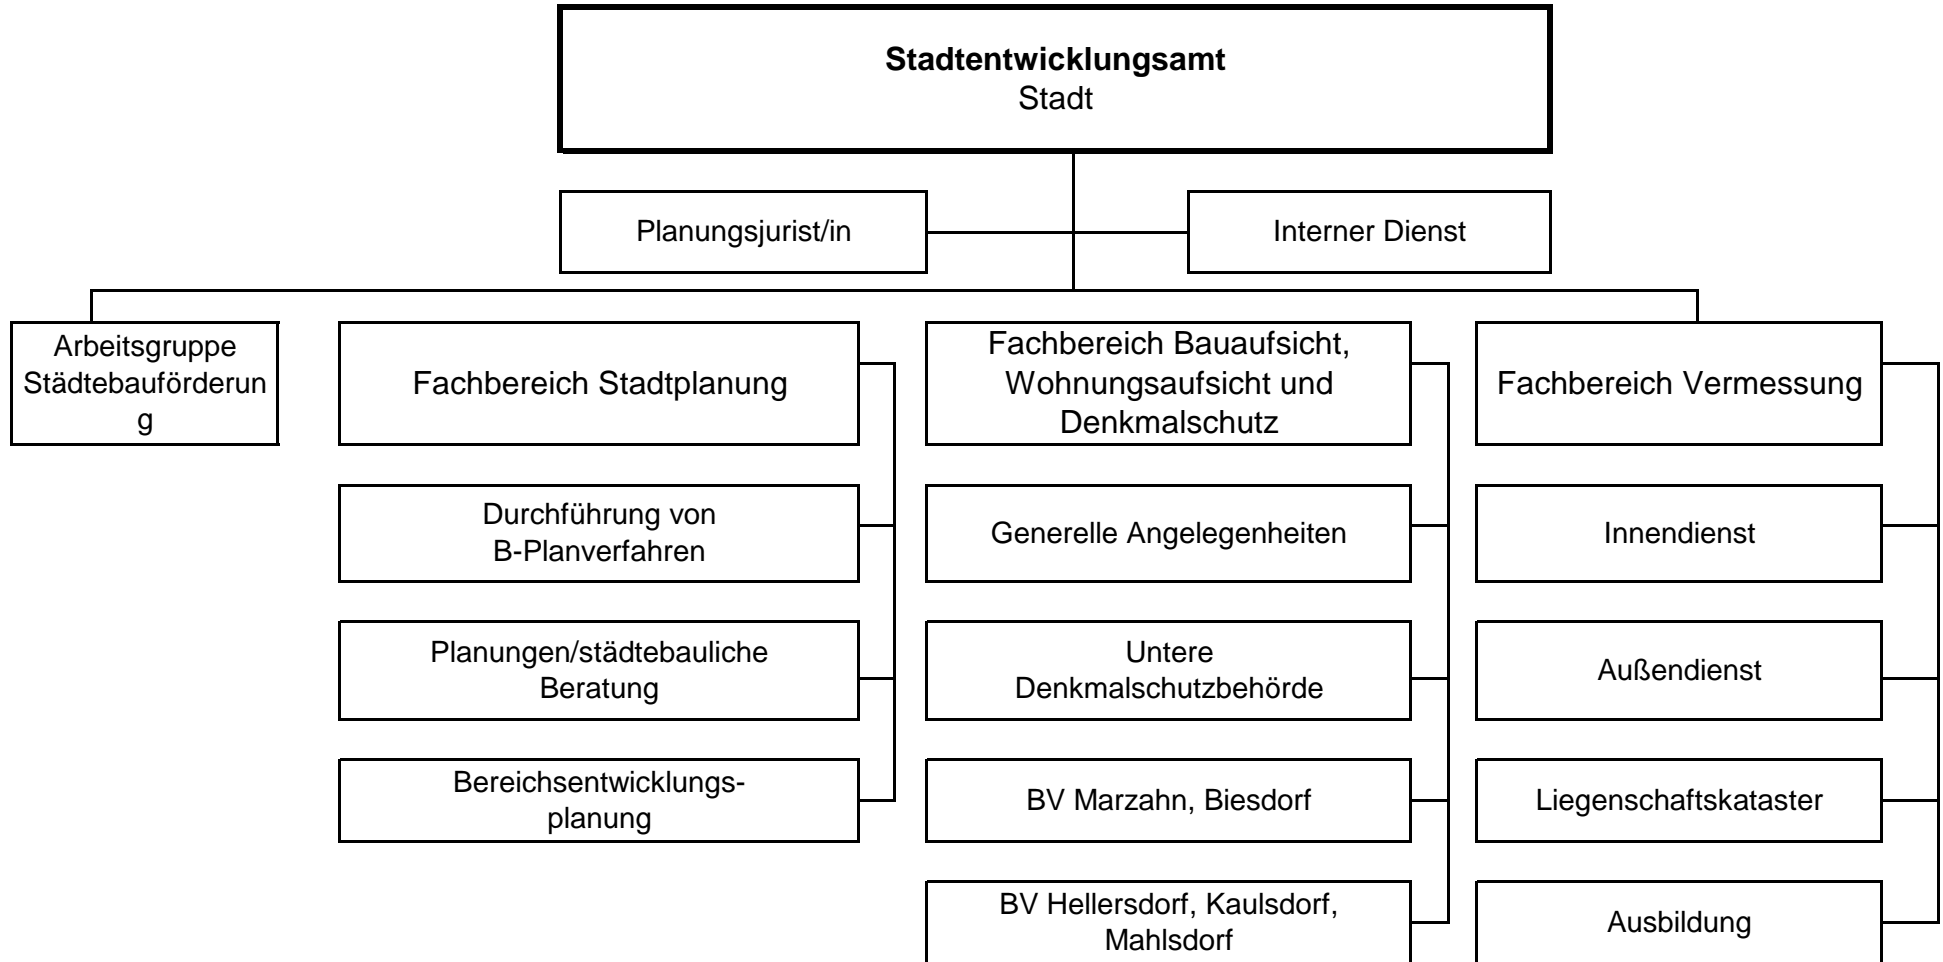 Stadtentwicklungsamt
Stadt
Planungsjurist/in
Interner Dienst
Arbeitsgruppe
Städtebauförderun
g
Fachbereich Stadtplanung
Fachbereich Bauaufsicht,
Wohnungsaufsicht und
Denkmalschutz
Fachbereich Vermessung
Durchführung von
B-Planverfahren
Generelle Angelegenheiten
Innendienst
Planungen/städtebauliche
Beratung
Untere
Denkmalschutzbehörde
Außendienst
Bereichsentwicklungs-
planung
BV Marzahn, Biesdorf
Liegenschaftskataster
BV Hellersdorf, Kaulsdorf,
Mahlsdorf
Ausbildung